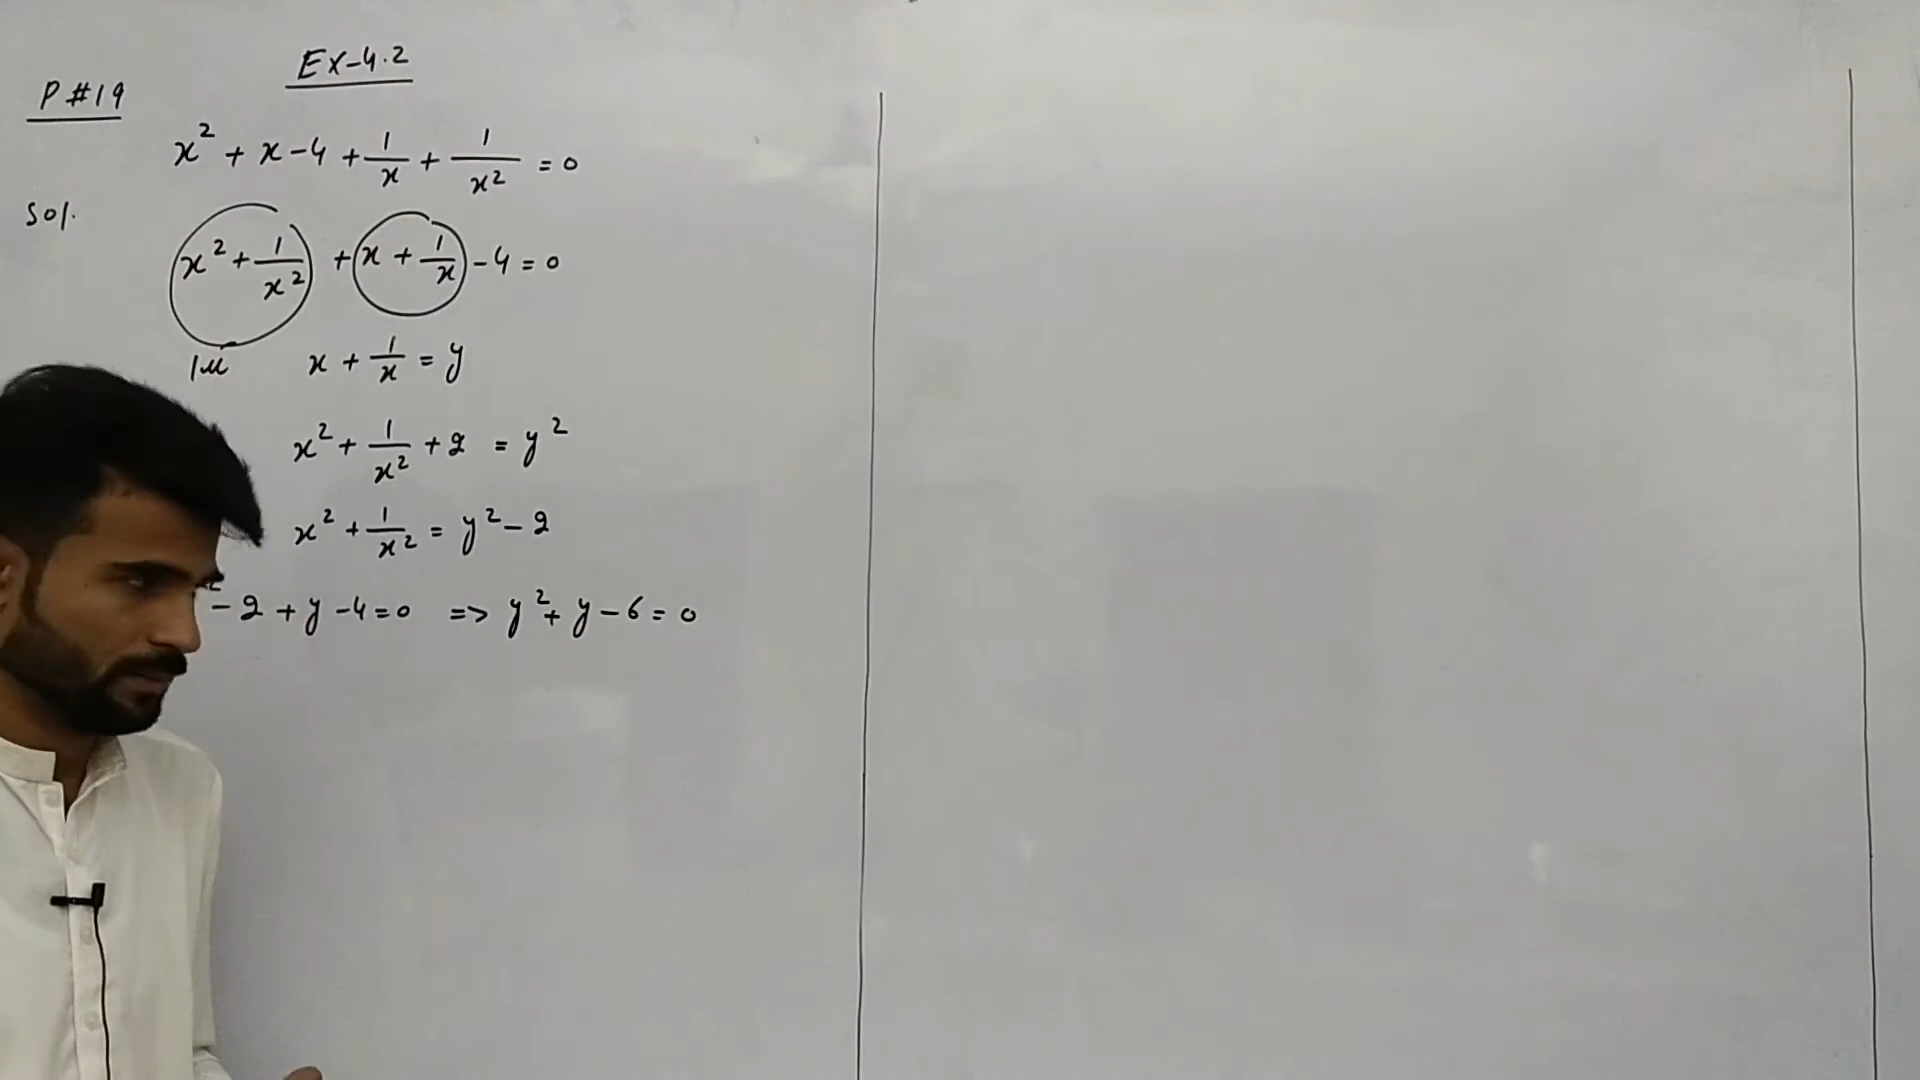 Ex-4.2
P#19
x² + x - 4 + 1/x + 1/x² = 0
Sol.
x² + 1/x² + x + 1/x - 4 = 0
x + 1/x = y
x² + 1/x² + 2 = y²
x² + 1/x² = y² - 2
- 2 + y - 4 = 0 => y² + y - 6 = 0